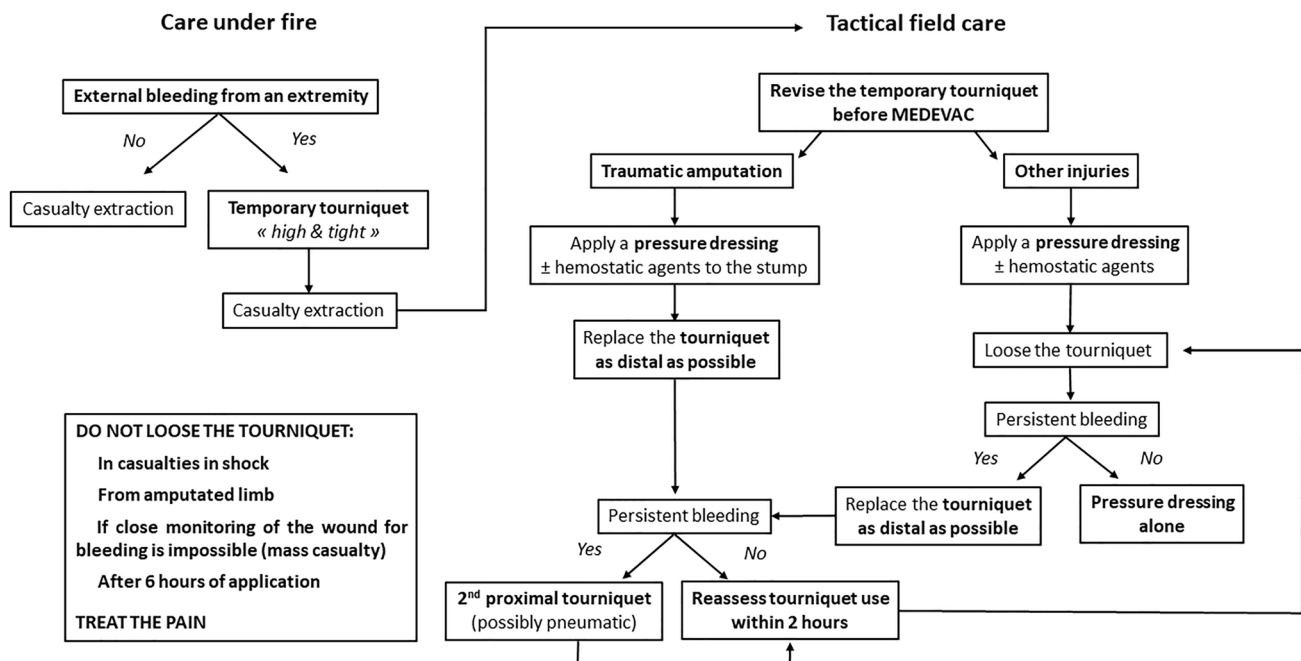 Care under fire
External bleeding from an extremity
No
Yes
Casualty extraction
Temporary tourniquet
« high & tight »
Casualty extraction
DO NOT LOOSE THE TOURNIQUET:
In casualties in shock
From amputated limb
If close monitoring of the wound for
bleeding is impossible (mass casualty)
After 6 hours of application
TREAT THE PAIN
Tactical field care
Revise the temporary tourniquet
before MEDEVAC
Traumatic amputation
Apply a pressure dressing
± hemostatic agents to the stump
Replace the tourniquet
as distal as possible
Other injuries
Apply a pressure dressing
± hemostatic agents
Loose the tourniquet
Persistent bleeding
Yes
No
Replace the tourniquet
as distal as possible
Pressure dressing
alone
Persistent bleeding
Yes
No
2nd proximal tourniquet
(possibly pneumatic)
Reassess tourniquet use
within 2 hours